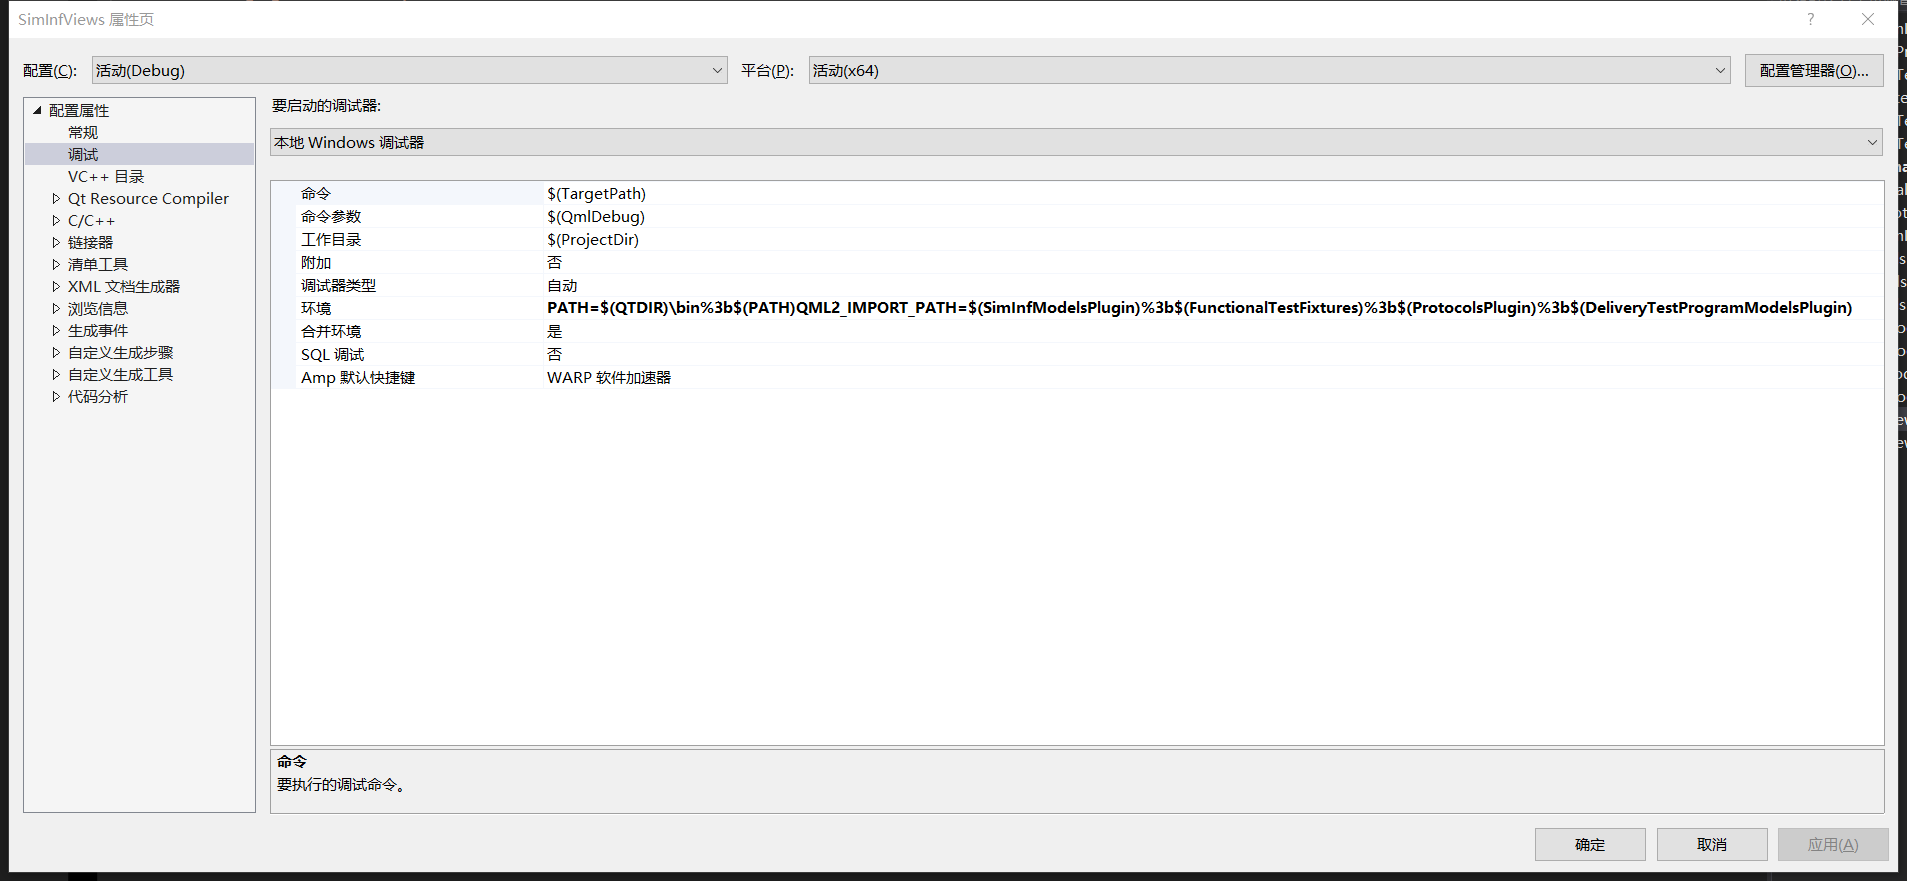 SimInfViews 属性页
?
配置(C):
活动(Debug)
平台(P):
活动(x64)
配置管理器(O)...
配置属性
常规
调试
VC++ 目录
Qt Resource Compiler
C/C++
链接器
清单工具
XML 文档生成器
浏览信息
生成事件
自定义生成步骤
自定义生成工具
代码分析
要启动的调试器:
本地 Windows 调试器
命令 $(TargetPath)
命令参数 $(QmlDebug)
工作目录 $(ProjectDir)
附加 否
调试器类型 自动
环境 PATH=$(QTDIR)\bin%3b$(PATH)QML2_IMPORT_PATH=$(SimInfModelsPlugin)%3b$(FunctionalTestFixtures)%3b$(ProtocolsPlugin)%3b$(DeliveryTestProgramModelsPlugin)
合并环境 是
SQL 调试 否
Amp 默认快捷键 WARP 软件加速器
命令
要执行的调试命令。
确定
取消
应用(A)